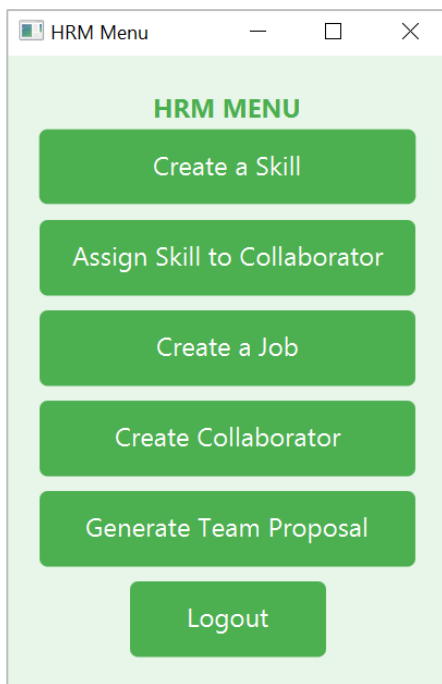 HRM Menu
HRM MENU
Create a Skill
Assign Skill to Collaborator
Create a Job
Create Collaborator
Generate Team Proposal
Logout